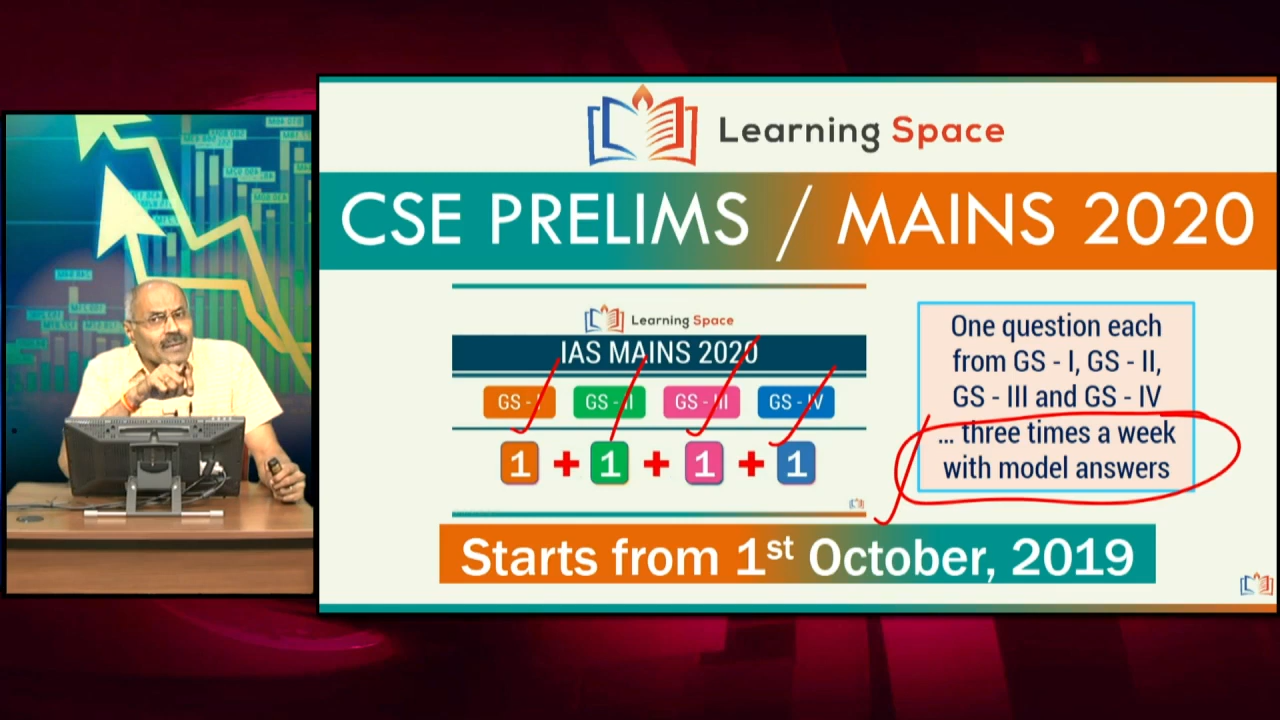 Learning Space
CSE PRELIMS / MAINS 2020
Learning Space
IAS MAINS 2020
GS - I GS - II GS - III GS - IV
1 + 1 + 1 + 1
One question each
from GS - I, GS - II,
GS - III and GS - IV
... three times a week
with model answers
Starts from 1st October, 2019